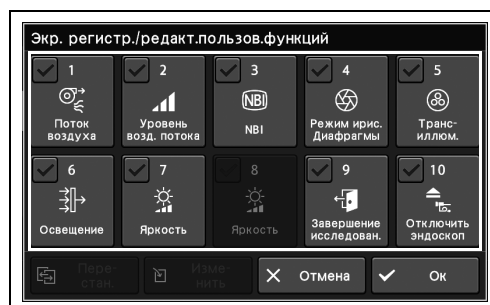 Экр. регистр./редакт.пользов.функций
1
Поток
воздуха
2
Уровень
возд. потока
3
NBI
NBI
4
Режим ирис.
Диафрагмы
5
Транс-
иллюм.
6
Освещение
7
Яркость
8
Яркость
9
Завершение
исследован.
10
Отключить
эндоскоп
Пере-
стан.
Изме-
нить
Отмена
Ок